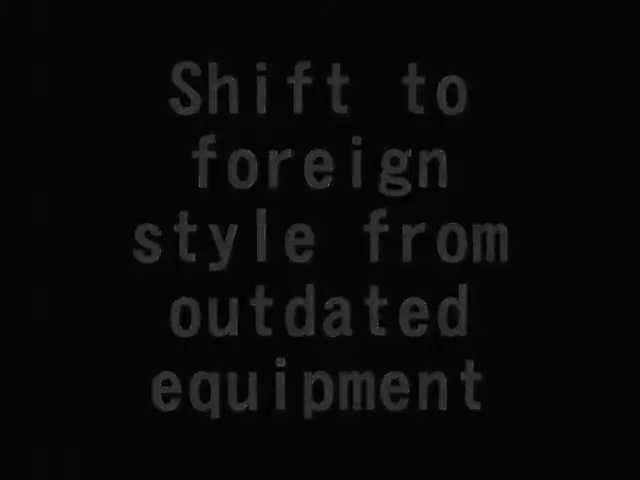 Shift to
foreign
style from
outdated
equipment